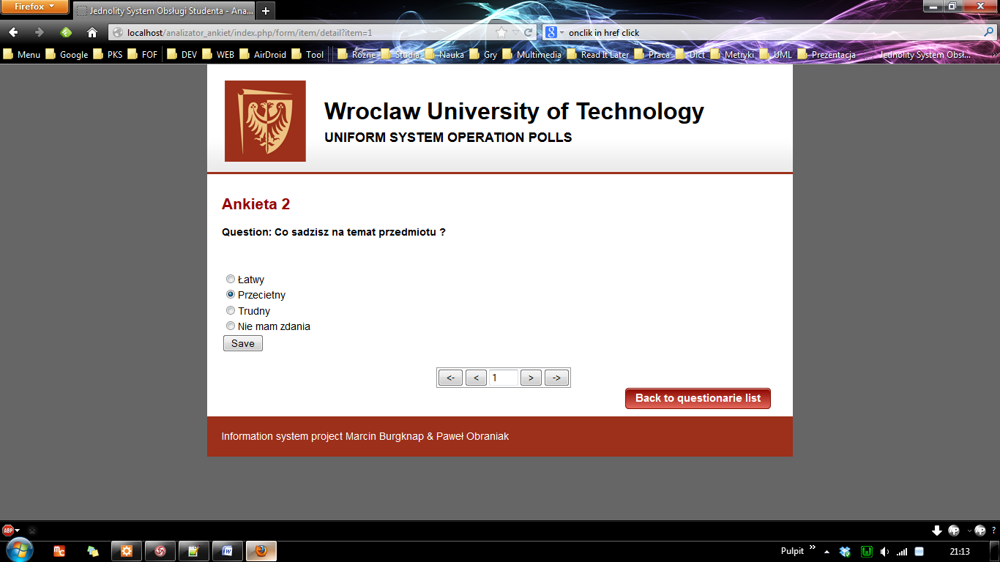 Firefox
Jednolity System Obsługi Studenta - Ana...
localhost/analizator_ankiet/index.php/form/item/detail?item=1
onclik in href click
Menu Google PKS FOF DEV WEB AirDroid Tool Różne Studia Nauka Gry Multimedia Read It Later Praca Dict Metryki UML Prezentacja Jednolity System Obsł...
Wroclaw University of Technology
UNIFORM SYSTEM OPERATION POLLS
Ankieta 2
Question: Co sadzisz na temat przedmiotu ?
Łatwy
Przecietny
Trudny
Nie mam zdania
Save
<- < 1 > ->
Back to questionarie list
Information system project Marcin Burgknap & Paweł Obraniak
ABP
Pulpit
21:13